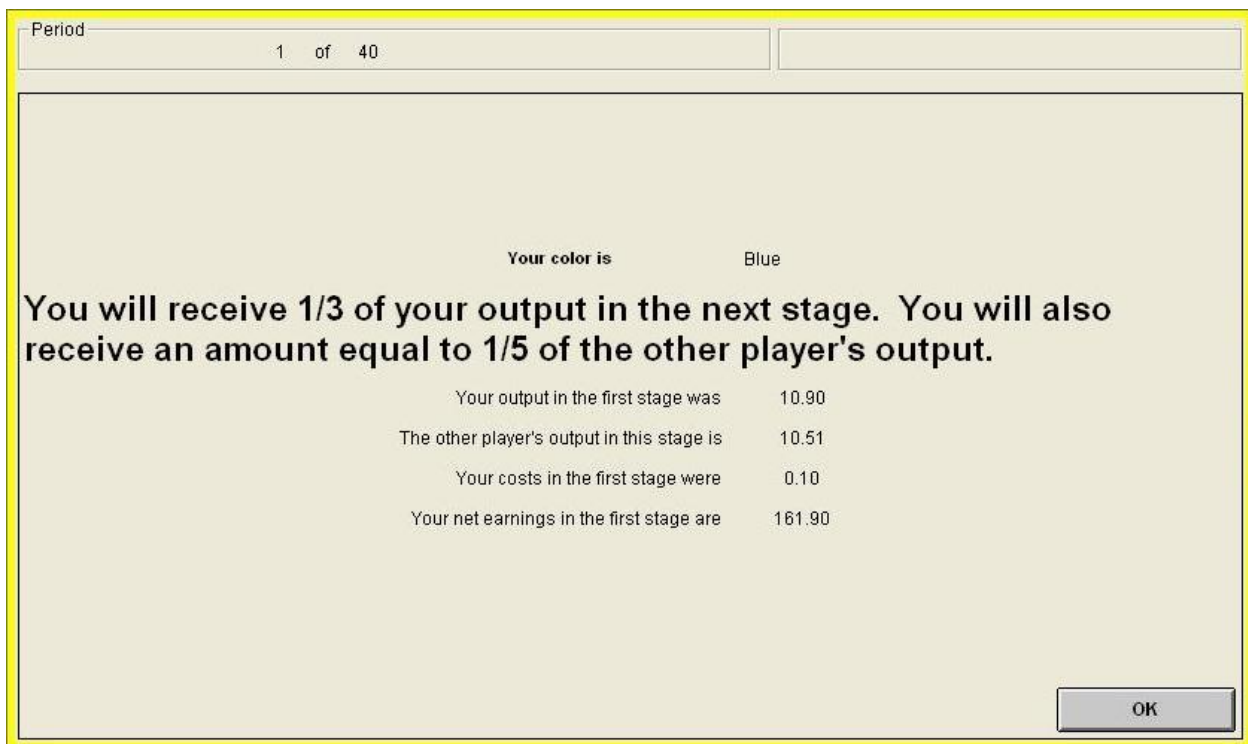 Period
1 of 40
Your color is Blue
You will receive 1/3 of your output in the next stage. You will also
receive an amount equal to 1/5 of the other player's output.
Your output in the first stage was 10.90
The other player's output in this stage is 10.51
Your costs in the first stage were 0.10
Your net earnings in the first stage are 161.90
OK